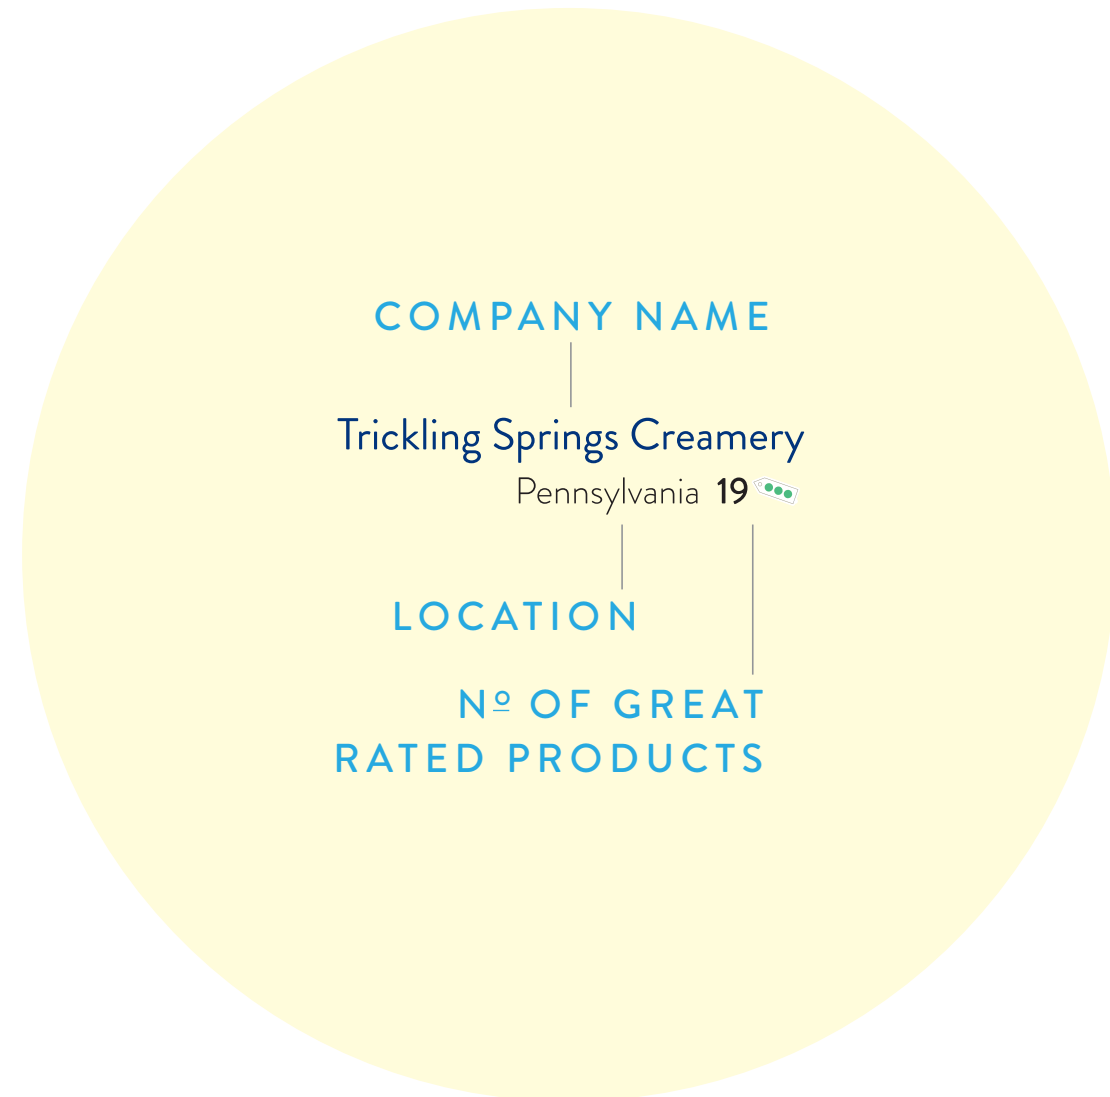 COMPANY NAME
Trickling Springs Creamery
Pennsylvania 19
LOCATION
Nº OF GREAT
RATED PRODUCTS